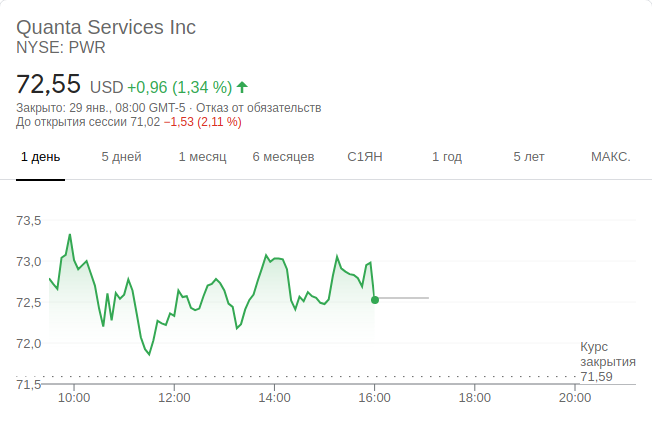 Quanta Services Inc
NYSE: PWR
72,55 USD +0,96 (1,34 %)
Закрыто: 29 янв., 08:00 GMT-5 · Отказ от обязательств
До открытия сессии 71,02 −1,53 (2,11 %)
1 день 5 дней 1 месяц 6 месяцев С1ЯН 1 год 5 лет МАКС.
73,5
73,0
72,5
72,0
Курс
закрытия
71,59
71,5
10:00 12:00 14:00 16:00 18:00 20:00